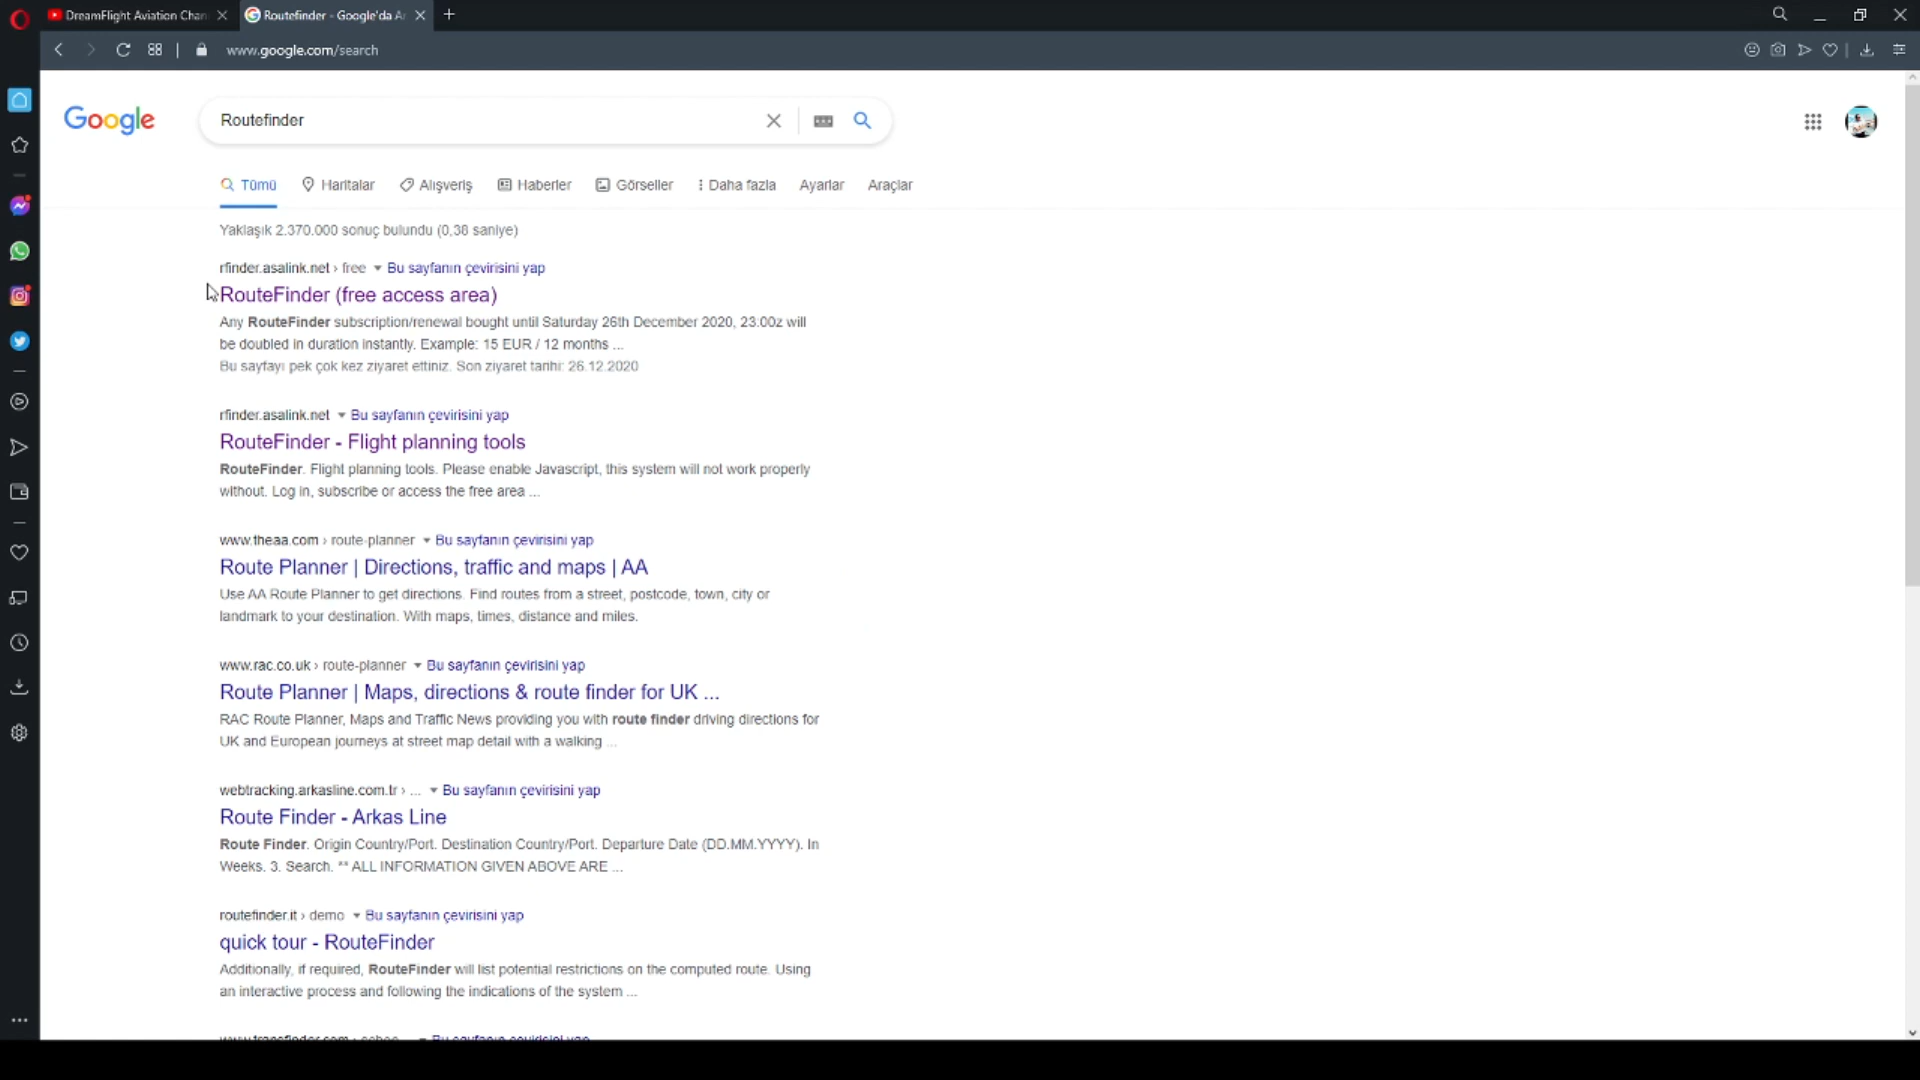 DreamFlight Aviation Chan
Routefinder - Google'da Ar
www.google.com/search
Google
Routefinder
Tümü
Haritalar
Alışveriş
Haberler
Görseller
Daha fazla
Ayarlar
Araçlar
Yaklaşık 2.370.000 sonuç bulundu (0,38 saniye)
rfinder.asalink.net › free Bu sayfanın çevirisini yap
RouteFinder (free access area)
Any RouteFinder subscription/renewal bought until Saturday 26th December 2020, 23:00z will
be doubled in duration instantly. Example: 15 EUR / 12 months ...
Bu sayfayı pek çok kez ziyaret ettiniz. Son ziyaret tarihi: 26.12.2020
rfinder.asalink.net Bu sayfanın çevirisini yap
RouteFinder - Flight planning tools
RouteFinder. Flight planning tools. Please enable Javascript, this system will not work properly
without. Log in, subscribe or access the free area ...
www.theaa.com › route-planner Bu sayfanın çevirisini yap
Route Planner | Directions, traffic and maps | AA
Use AA Route Planner to get directions. Find routes from a street, postcode, town, city or
landmark to your destination. With maps, times, distance and miles.
www.rac.co.uk › route-planner Bu sayfanın çevirisini yap
Route Planner | Maps, directions & route finder for UK ...
RAC Route Planner, Maps and Traffic News providing you with route finder driving directions for
UK and European journeys at street map detail with a walking ...
webtracking.arkasline.com.tr › ... Bu sayfanın çevirisini yap
Route Finder - Arkas Line
Route Finder. Origin Country/Port. Destination Country/Port. Departure Date (DD.MM.YYYY). In
Weeks. 3. Search. ** ALL INFORMATION GIVEN ABOVE ARE ...
routefinder.it › demo Bu sayfanın çevirisini yap
quick tour - RouteFinder
Additionally, if required, RouteFinder will list potential restrictions on the computed route. Using
an interactive process and following the indications of the system ...
Bu sayfanın çevirisini yap